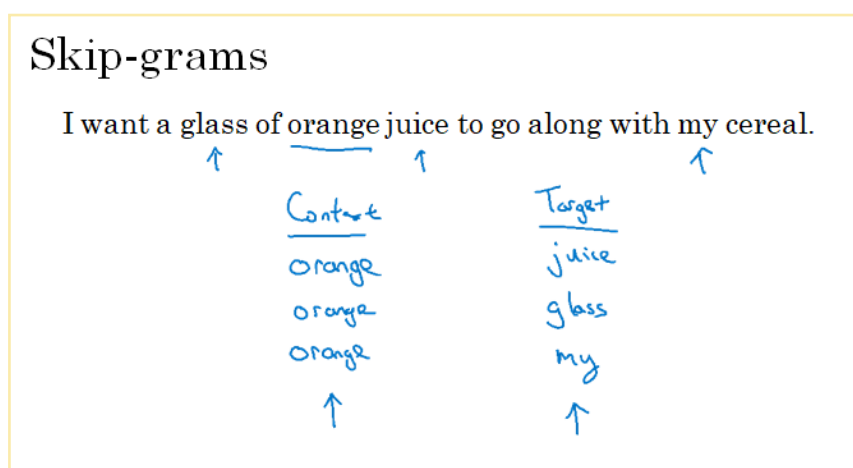 Skip-grams
I want a glass of orange juice to go along with my cereal.
Context Target
orange juice
orange glass
orange my